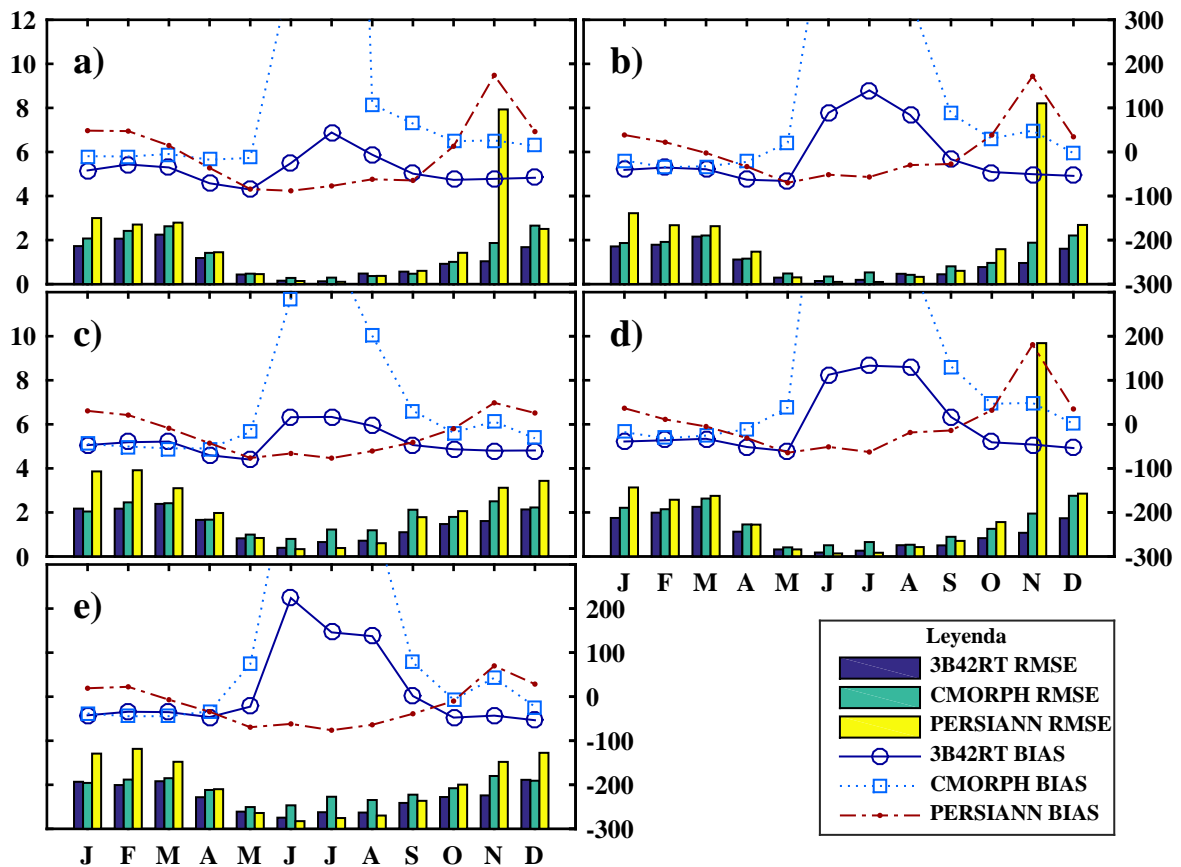 12
10
8
6
4
2
0
a)
b)
300
200
100
0
-100
-200
-300
10
8
6
4
2
0
c)
d)
200
100
0
-100
-200
-300
J F M A M J J A S O N D
e)
200
100
0
-100
-200
-300
J F M A M J J A S O N D
Leyenda
3B42RT RMSE
CMORPH RMSE
PERSIANN RMSE
3B42RT BIAS
CMORPH BIAS
PERSIANN BIAS